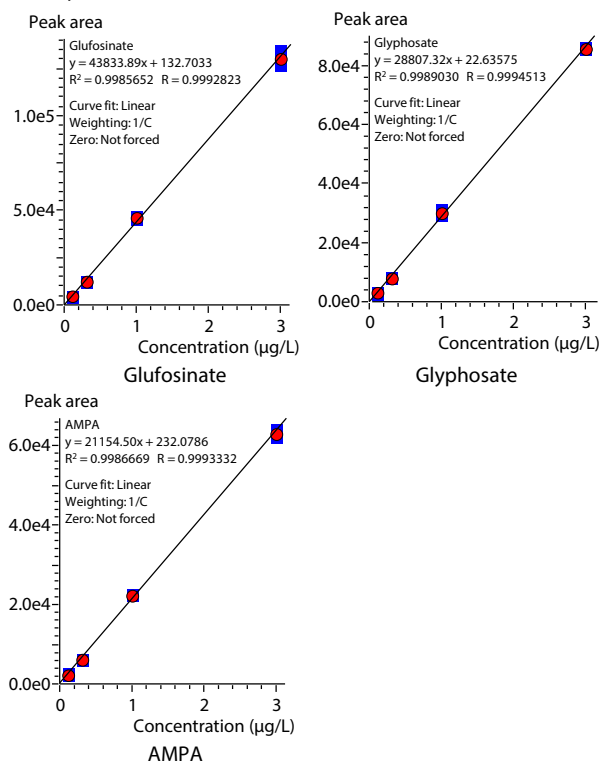 Peak area
Glufosinate
y = 43833.89x + 132.7033
R² = 0.9985652 R = 0.9992823
Curve fit: Linear
Weighting: 1/C
Zero: Not forced
1.0e5
5.0e4
0.0e0
0 1 2 3
Concentration (µg/L)
Glufosinate
Peak area
Glyphosate
y = 28807.32x + 22.63575
R² = 0.9989030 R = 0.9994513
Curve fit: Linear
Weighting: 1/C
Zero: Not forced
8.0e4
6.0e4
4.0e4
2.0e4
0.0e0
0 1 2 3
Concentration (µg/L)
Glyphosate
Peak area
AMPA
y = 21154.50x + 232.0786
R² = 0.9986669 R = 0.9993332
Curve fit: Linear
Weighting: 1/C
Zero: Not forced
6.0e4
4.0e4
2.0e4
0.0e0
0 1 2 3
Concentration (µg/L)
AMPA